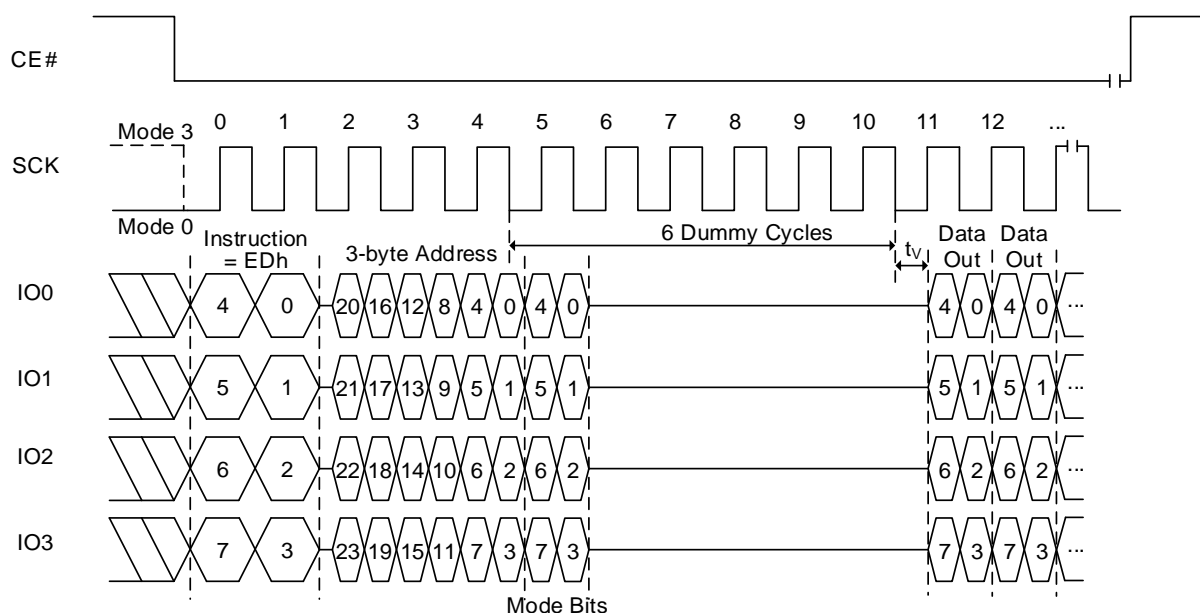 CE#
0 1 2 3 4 5 6 7 8 9 10 11 12 ...
Mode 3
SCK
Mode 0
Instruction
= EDh
3-byte Address
6 Dummy Cycles
tV
Data
Out
Data
Out
IO0 4 0 20 16 12 8 4 0 4 0 4 0 4 0 ...
IO1 5 1 21 17 13 9 5 1 5 1 5 1 5 1 ...
IO2 6 2 22 18 14 10 6 2 6 2 6 2 6 2 ...
IO3 7 3 23 19 15 11 7 3 7 3 7 3 7 3 ...
Mode Bits